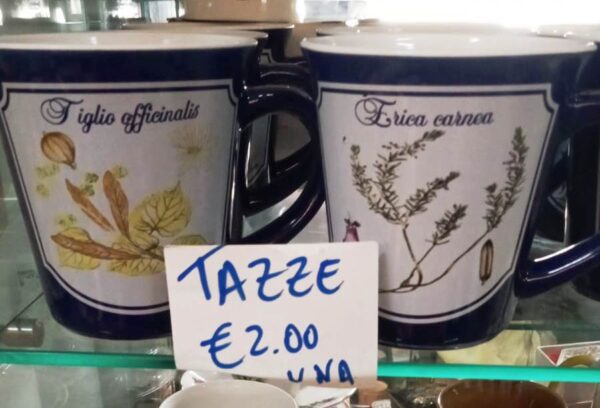 Tiglio officinalis
Erica carnea
TAZZE
€2.00
UNA